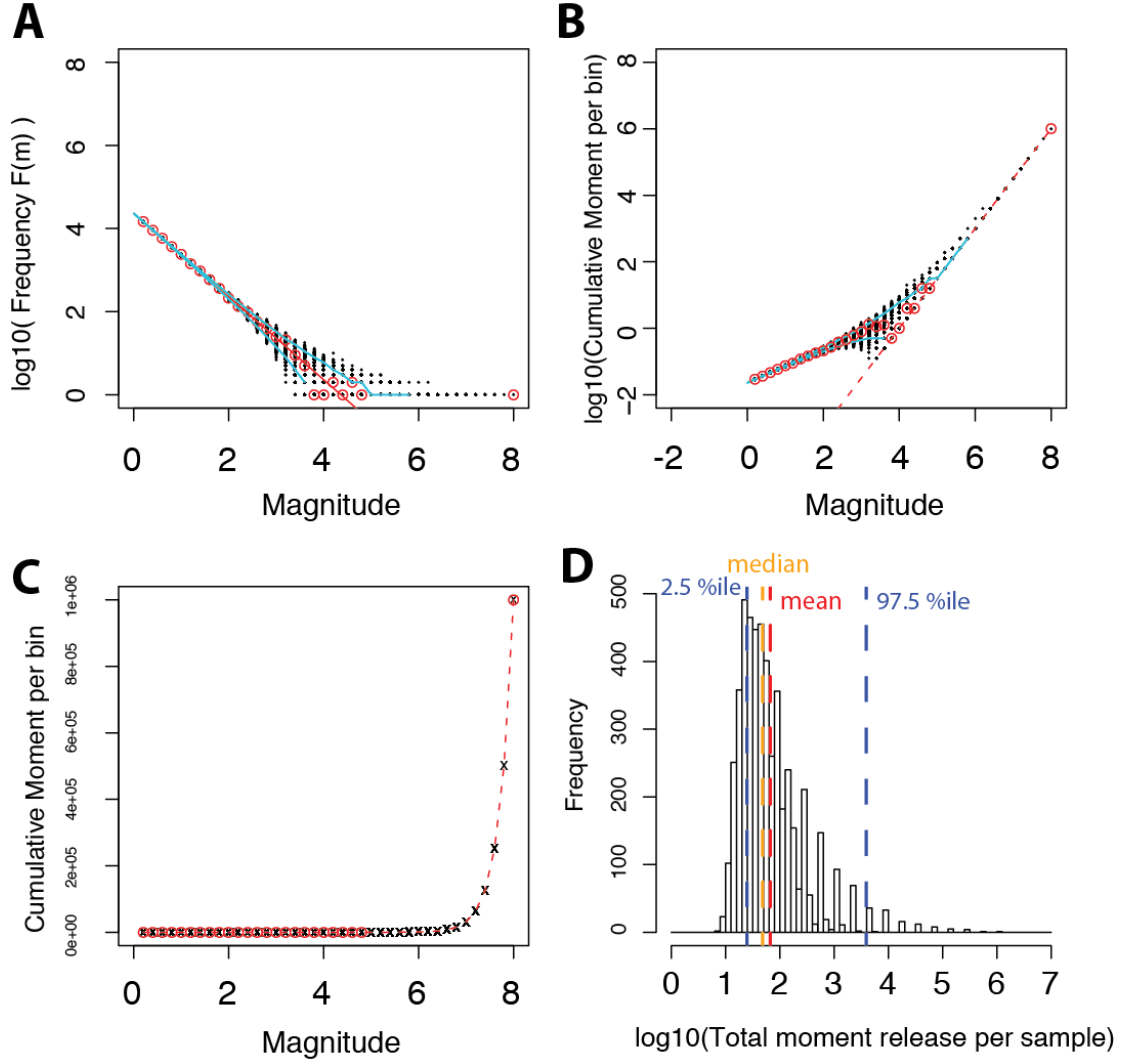 A
log10( Frequency F(m) )
8
6
4
2
0
0 2 4 6 8
Magnitude
B
log10(Cumulative Moment per bin)
8
6
4
2
0
−2
-2 0 2 4 6 8
Magnitude
C
Cumulative Moment per bin
1e+06
8e+05
6e+05
4e+05
2e+05
0e+00
0 2 4 6 8
Magnitude
D
median
2.5 %ile
mean
97.5 %ile
Frequency
500
400
300
200
100
0
0 1 2 3 4 5 6 7
log10(Total moment release per sample)